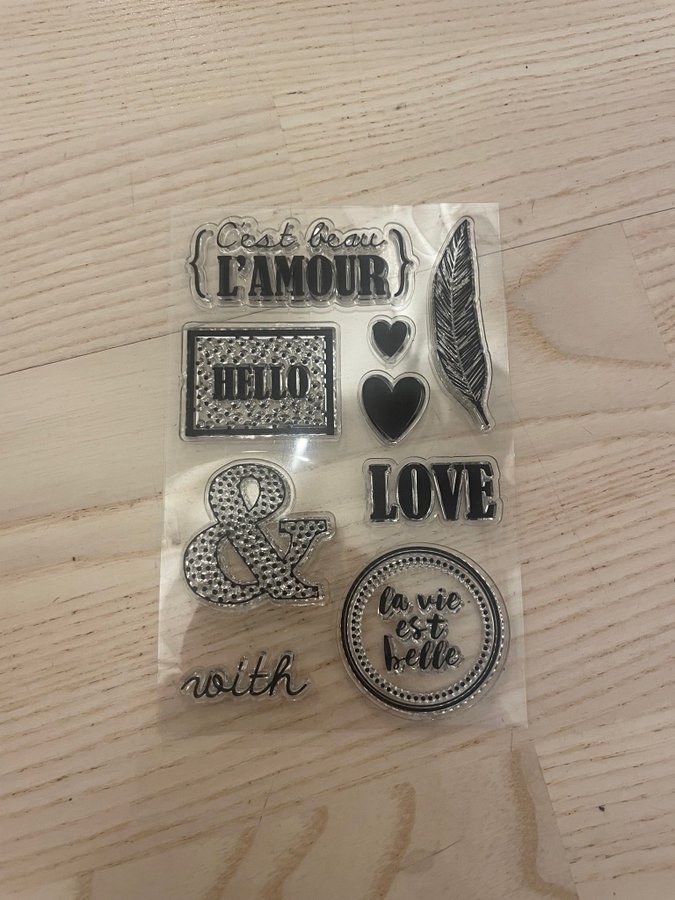 C'est beau
L'AMOUR
HELLO
LOVE
&
la vie
est
belle
with